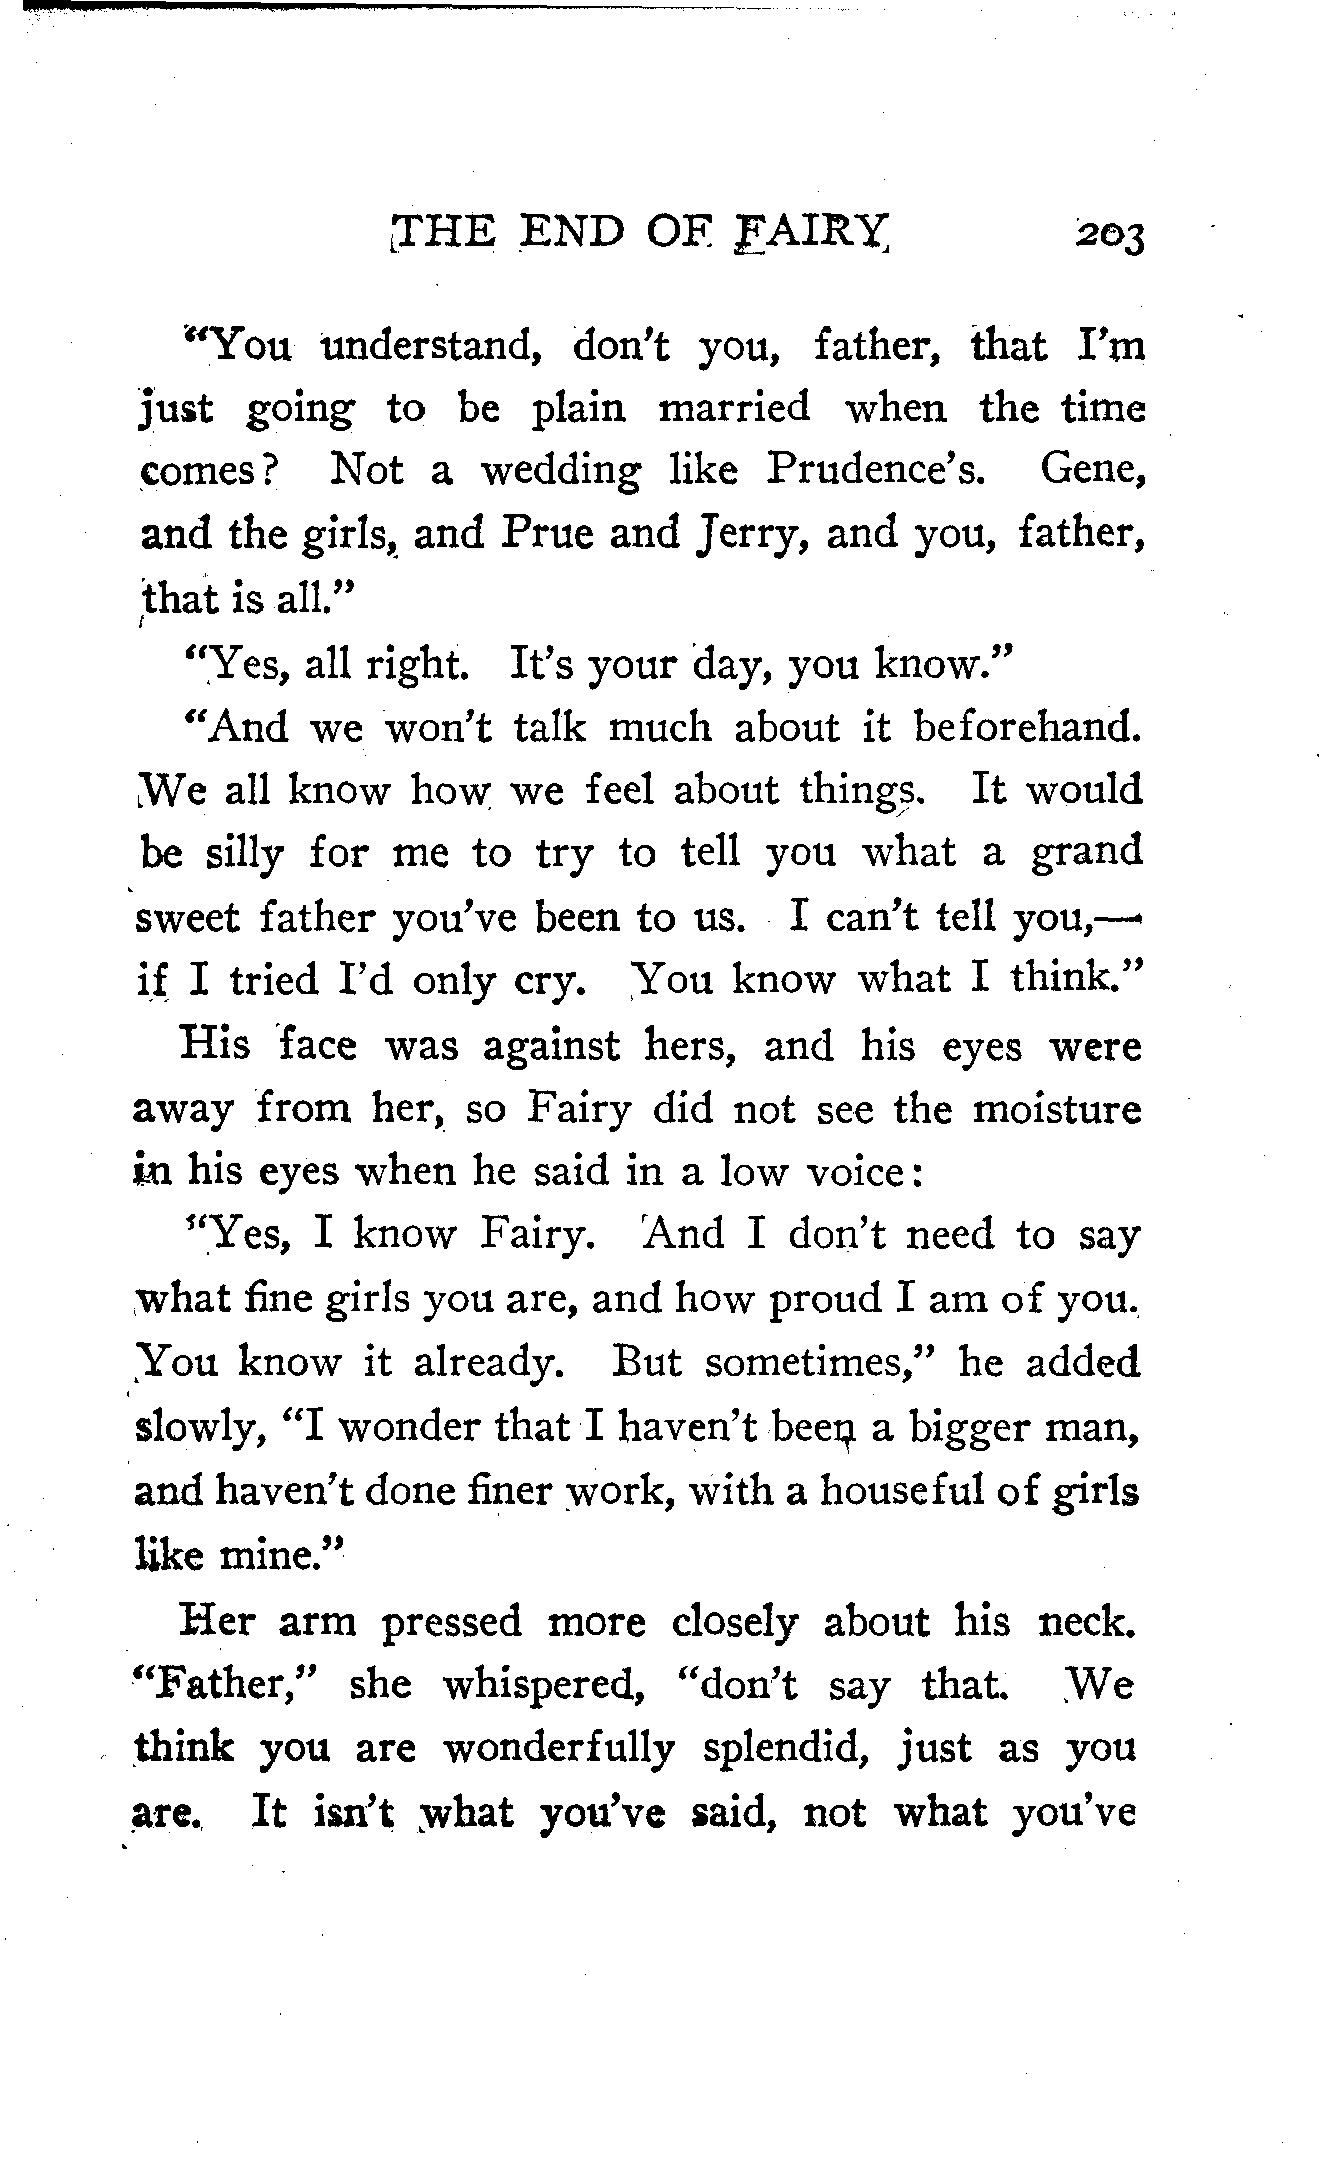 THE END OF FAIRY 203
"You understand, don't you, father, that I'm
just going to be plain married when the time
comes? Not a wedding like Prudence's. Gene,
and the girls, and Prue and Jerry, and you, father,
that is all."
"Yes, all right. It's your day, you know."
"And we won't talk much about it beforehand.
We all know how we feel about things. It would
be silly for me to try to tell you what a grand
sweet father you've been to us. I can't tell you,—
if I tried I'd only cry. You know what I think."
His face was against hers, and his eyes were
away from her, so Fairy did not see the moisture
in his eyes when he said in a low voice:
"Yes, I know Fairy. And I don't need to say
what fine girls you are, and how proud I am of you.
You know it already. But sometimes," he added
slowly, "I wonder that I haven't been a bigger man,
and haven't done finer work, with a houseful of girls
like mine."
Her arm pressed more closely about his neck.
"Father," she whispered, "don't say that. We
think you are wonderfully splendid, just as you
are. It isn't what you've said, not what you've